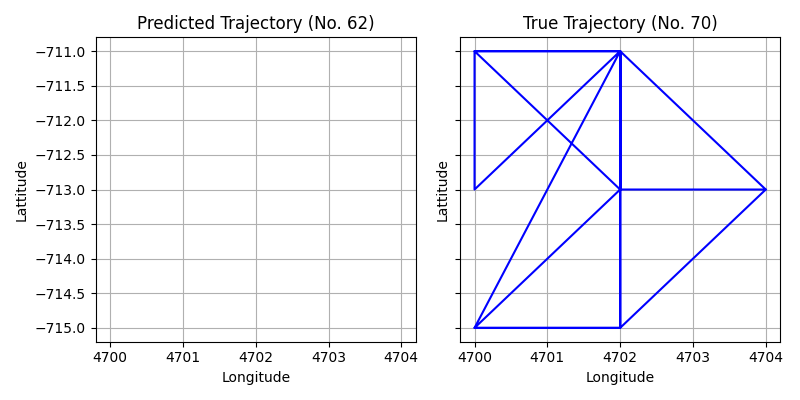 Predicted Trajectory (No. 62)
True Trajectory (No. 70)
−711.0
−711.5
−712.0
−712.5
−713.0
−713.5
−714.0
−714.5
−715.0
Lattitude
Lattitude
4700 4701 4702 4703 4704
4700 4701 4702 4703 4704
Longitude
Longitude